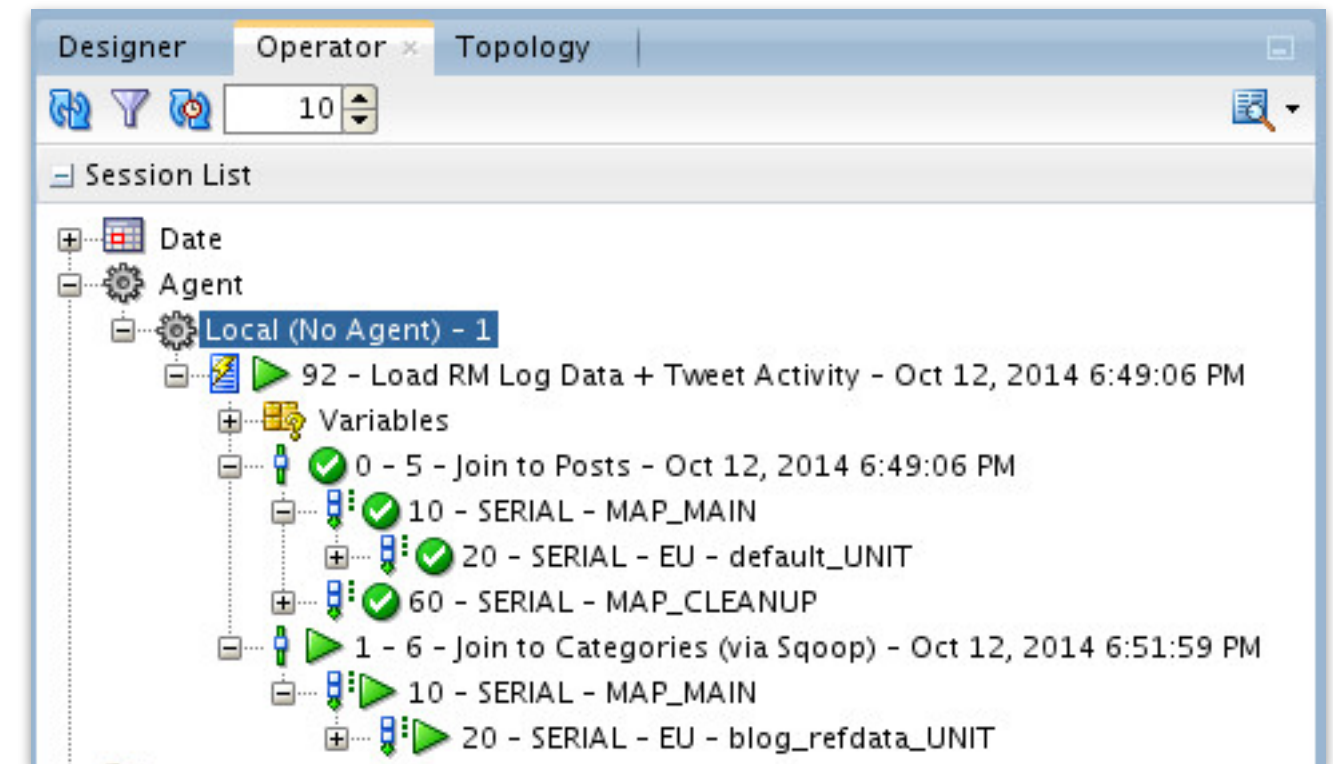 Designer Operator Topology
10
Session List
Date
Agent
Local (No Agent) - 1
92 - Load RM Log Data + Tweet Activity - Oct 12, 2014 6:49:06 PM
Variables
0 - 5 - Join to Posts - Oct 12, 2014 6:49:06 PM
10 - SERIAL - MAP_MAIN
20 - SERIAL - EU - default_UNIT
60 - SERIAL - MAP_CLEANUP
1 - 6 - Join to Categories (via Sqoop) - Oct 12, 2014 6:51:59 PM
10 - SERIAL - MAP_MAIN
20 - SERIAL - EU - blog_refdata_UNIT